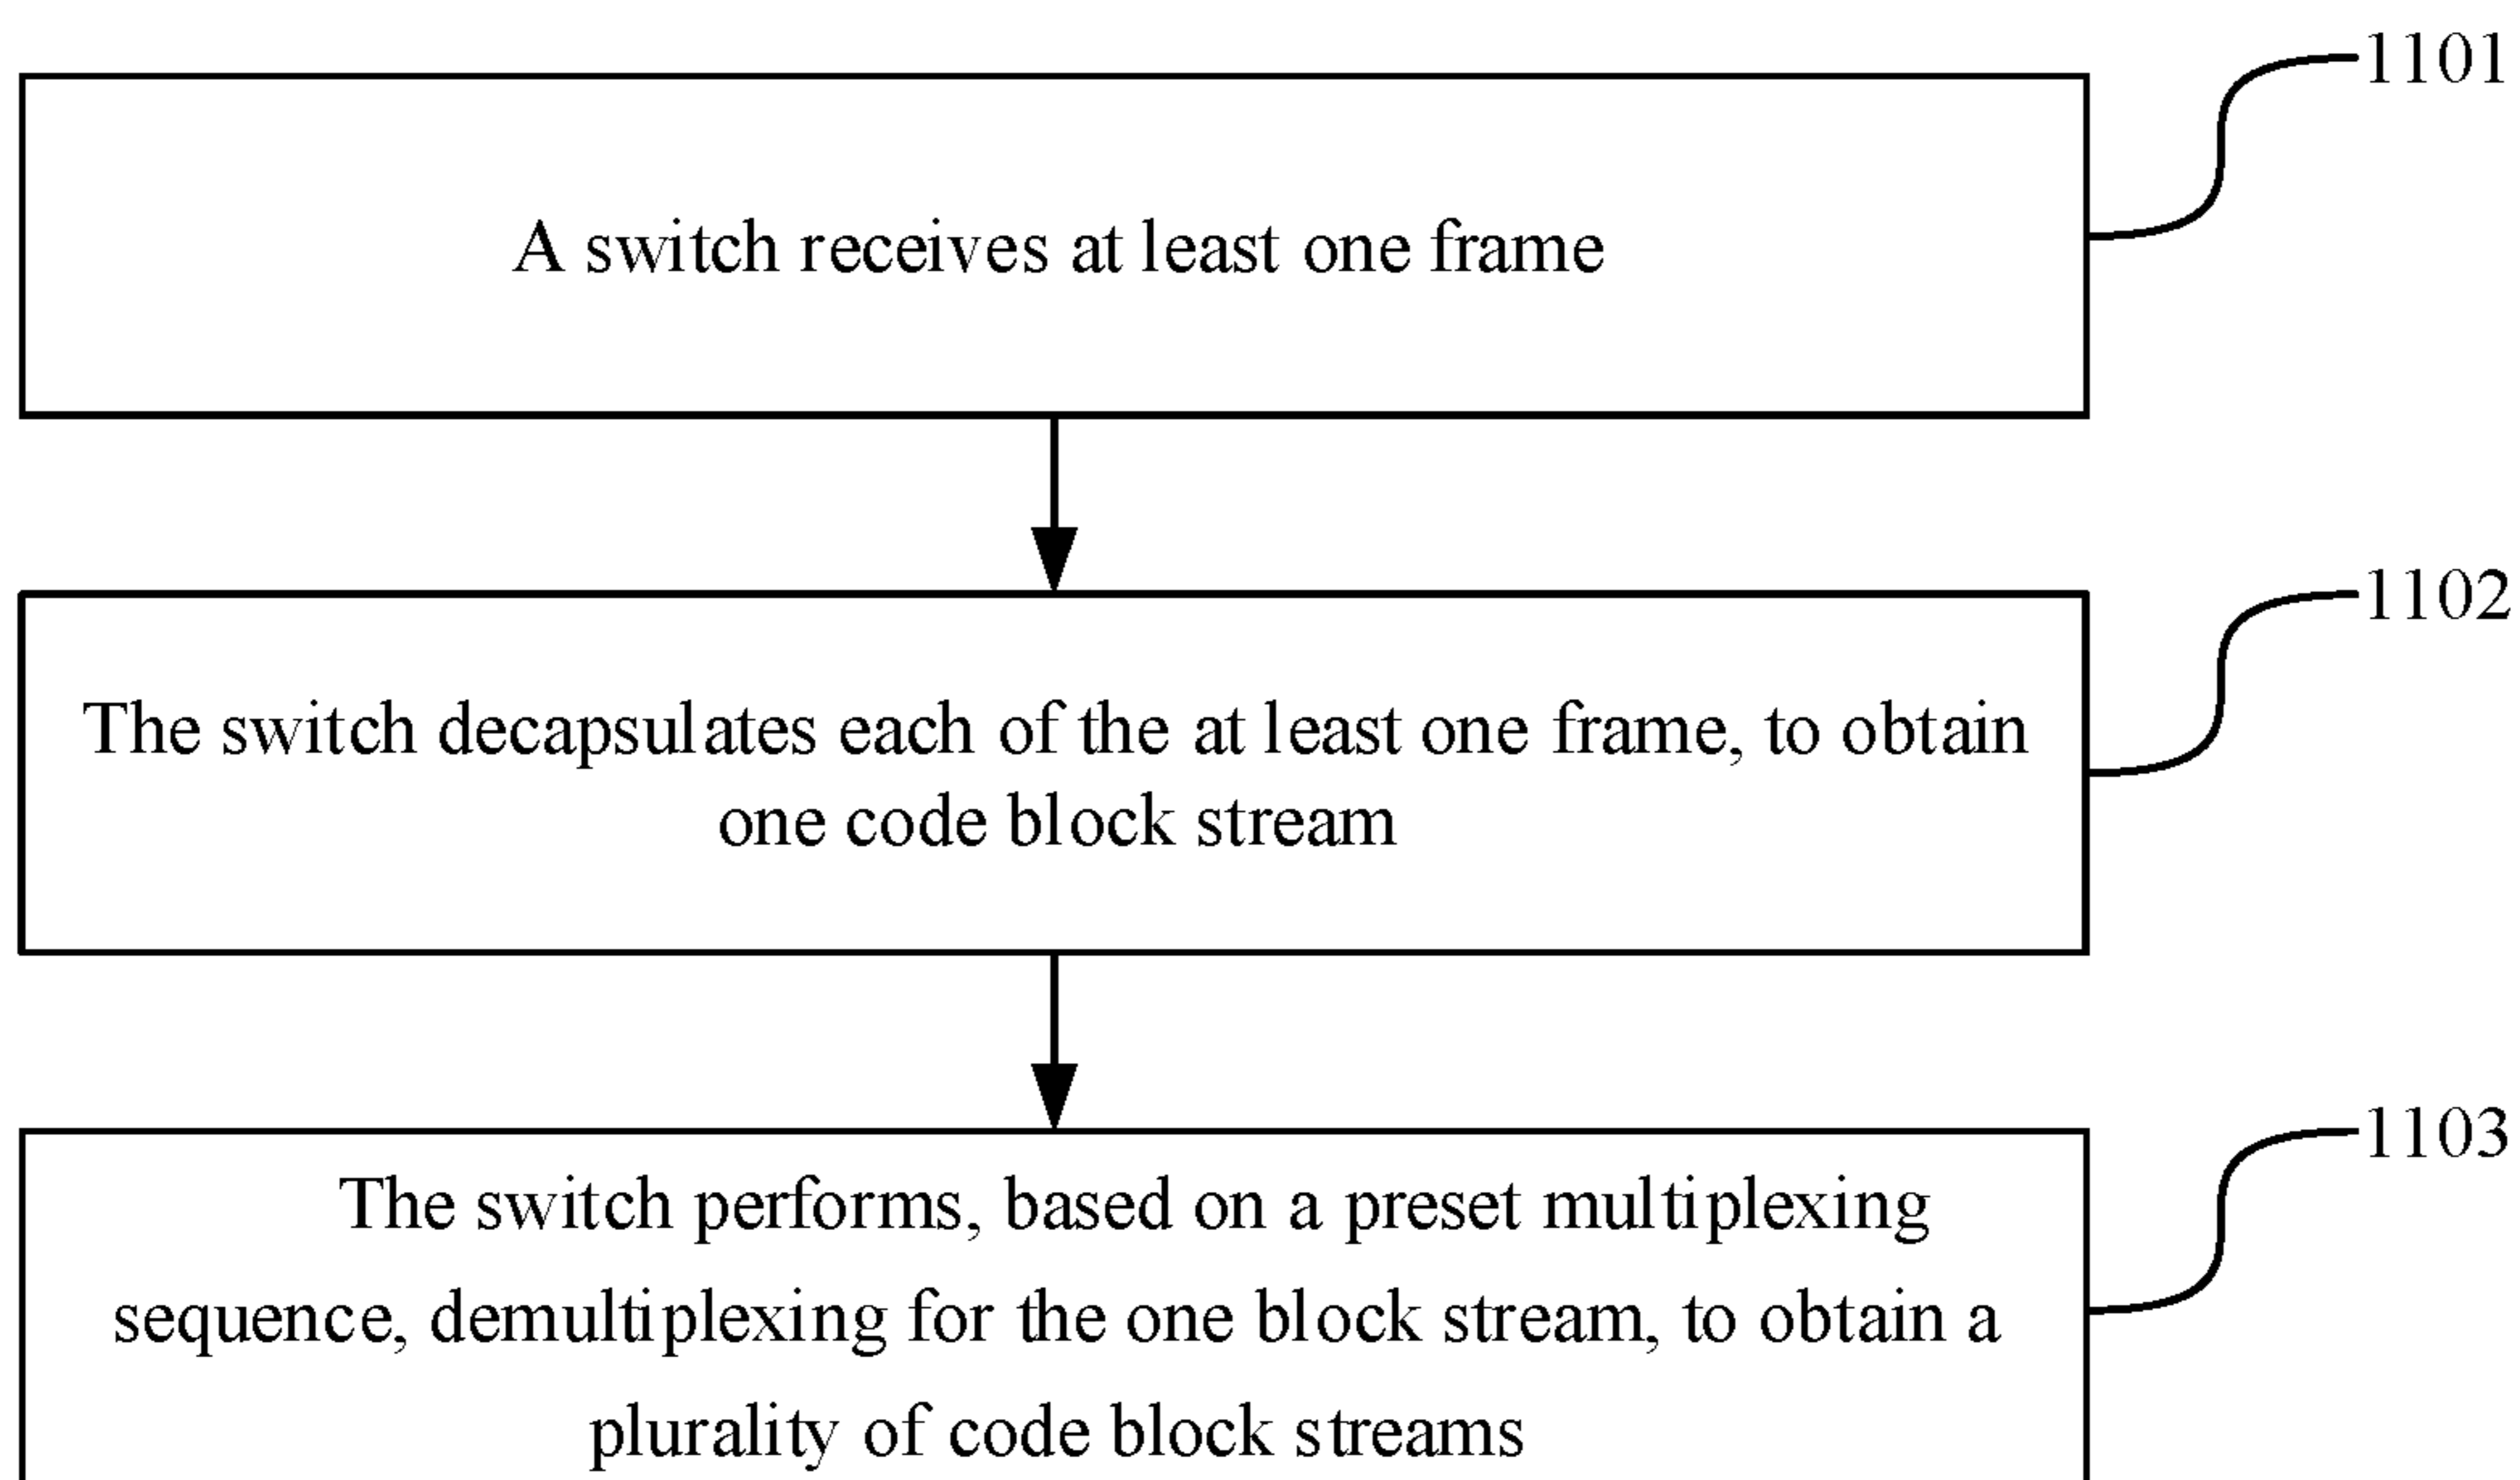 1101
A switch receives at least one frame
1102
The switch decapsulates each of the at least one frame, to obtain
one code block stream
1103
The switch performs, based on a preset multiplexing
sequence, demultiplexing for the one block stream, to obtain a
plurality of code block streams